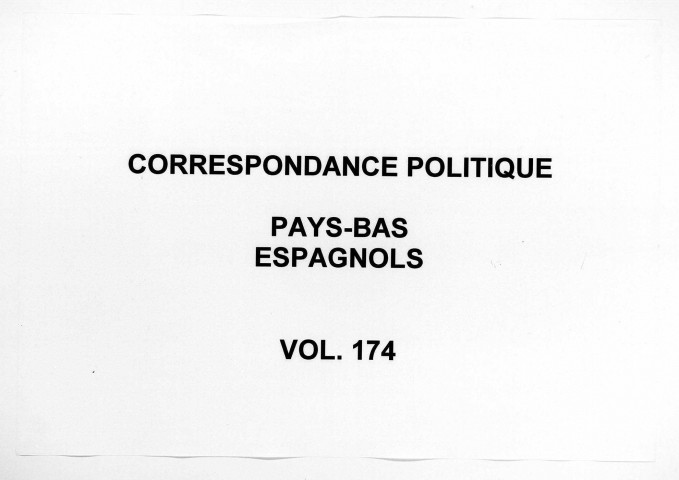 CORRESPONDANCE POLITIQUE
PAYS-BAS
ESPAGNOLS
VOL. 174